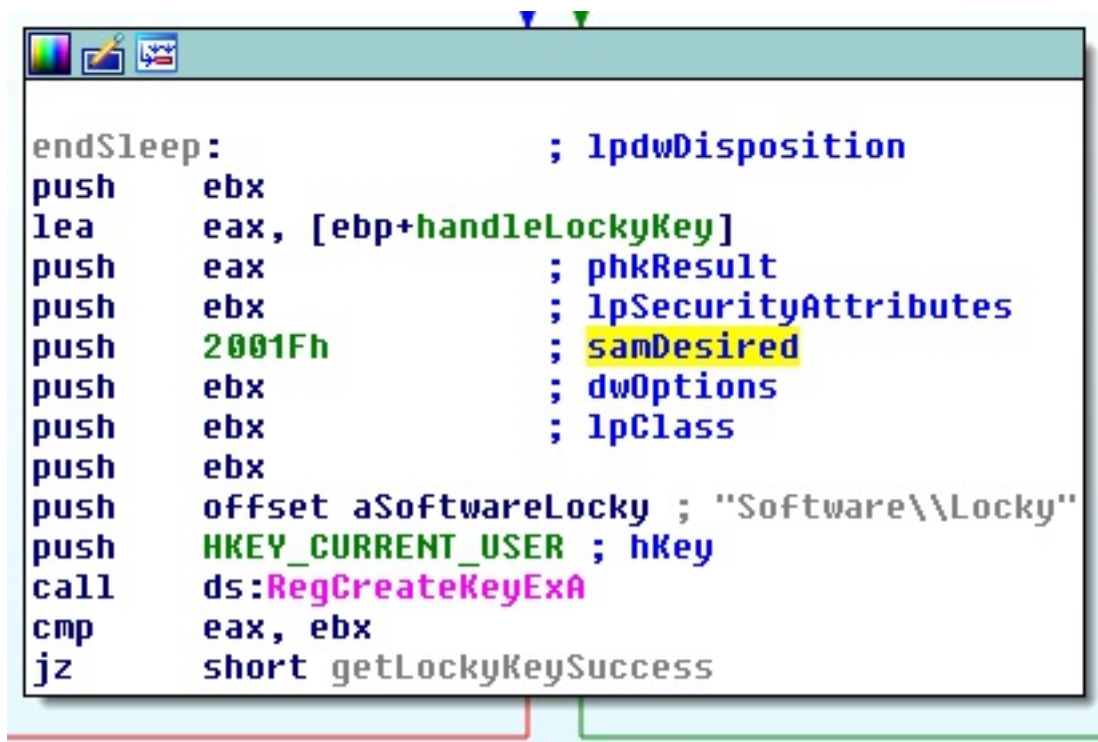 endSleep: ; lpdwDisposition
push ebx
lea eax, [ebp+handleLockyKey]
push eax ; phkResult
push ebx ; lpSecurityAttributes
push 2001Fh ; samDesired
push ebx ; dwOptions
push ebx ; lpClass
push ebx
push offset aSoftwareLocky ; "Software\\Locky"
push HKEY_CURRENT_USER ; hKey
call ds:RegCreateKeyExA
cmp eax, ebx
jz short getLockyKeySuccess